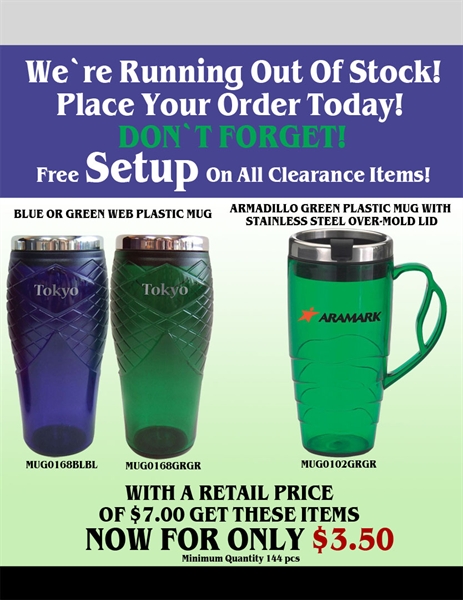 We`re Running Out Of Stock!
Place Your Order Today!
DON`T FORGET!
Free Setup On All Clearance Items!
BLUE OR GREEN WEB PLASTIC MUG
ARMADILLO GREEN PLASTIC MUG WITH
STAINLESS STEEL OVER-MOLD LID
Tokyo
Tokyo
ARAMARK
MUG0168BLBL
MUG0168GRGR
MUG0102GRGR
WITH A RETAIL PRICE
OF $7.00 GET THESE ITEMS
NOW FOR ONLY $3.50
Minimum Quantity 144 pcs